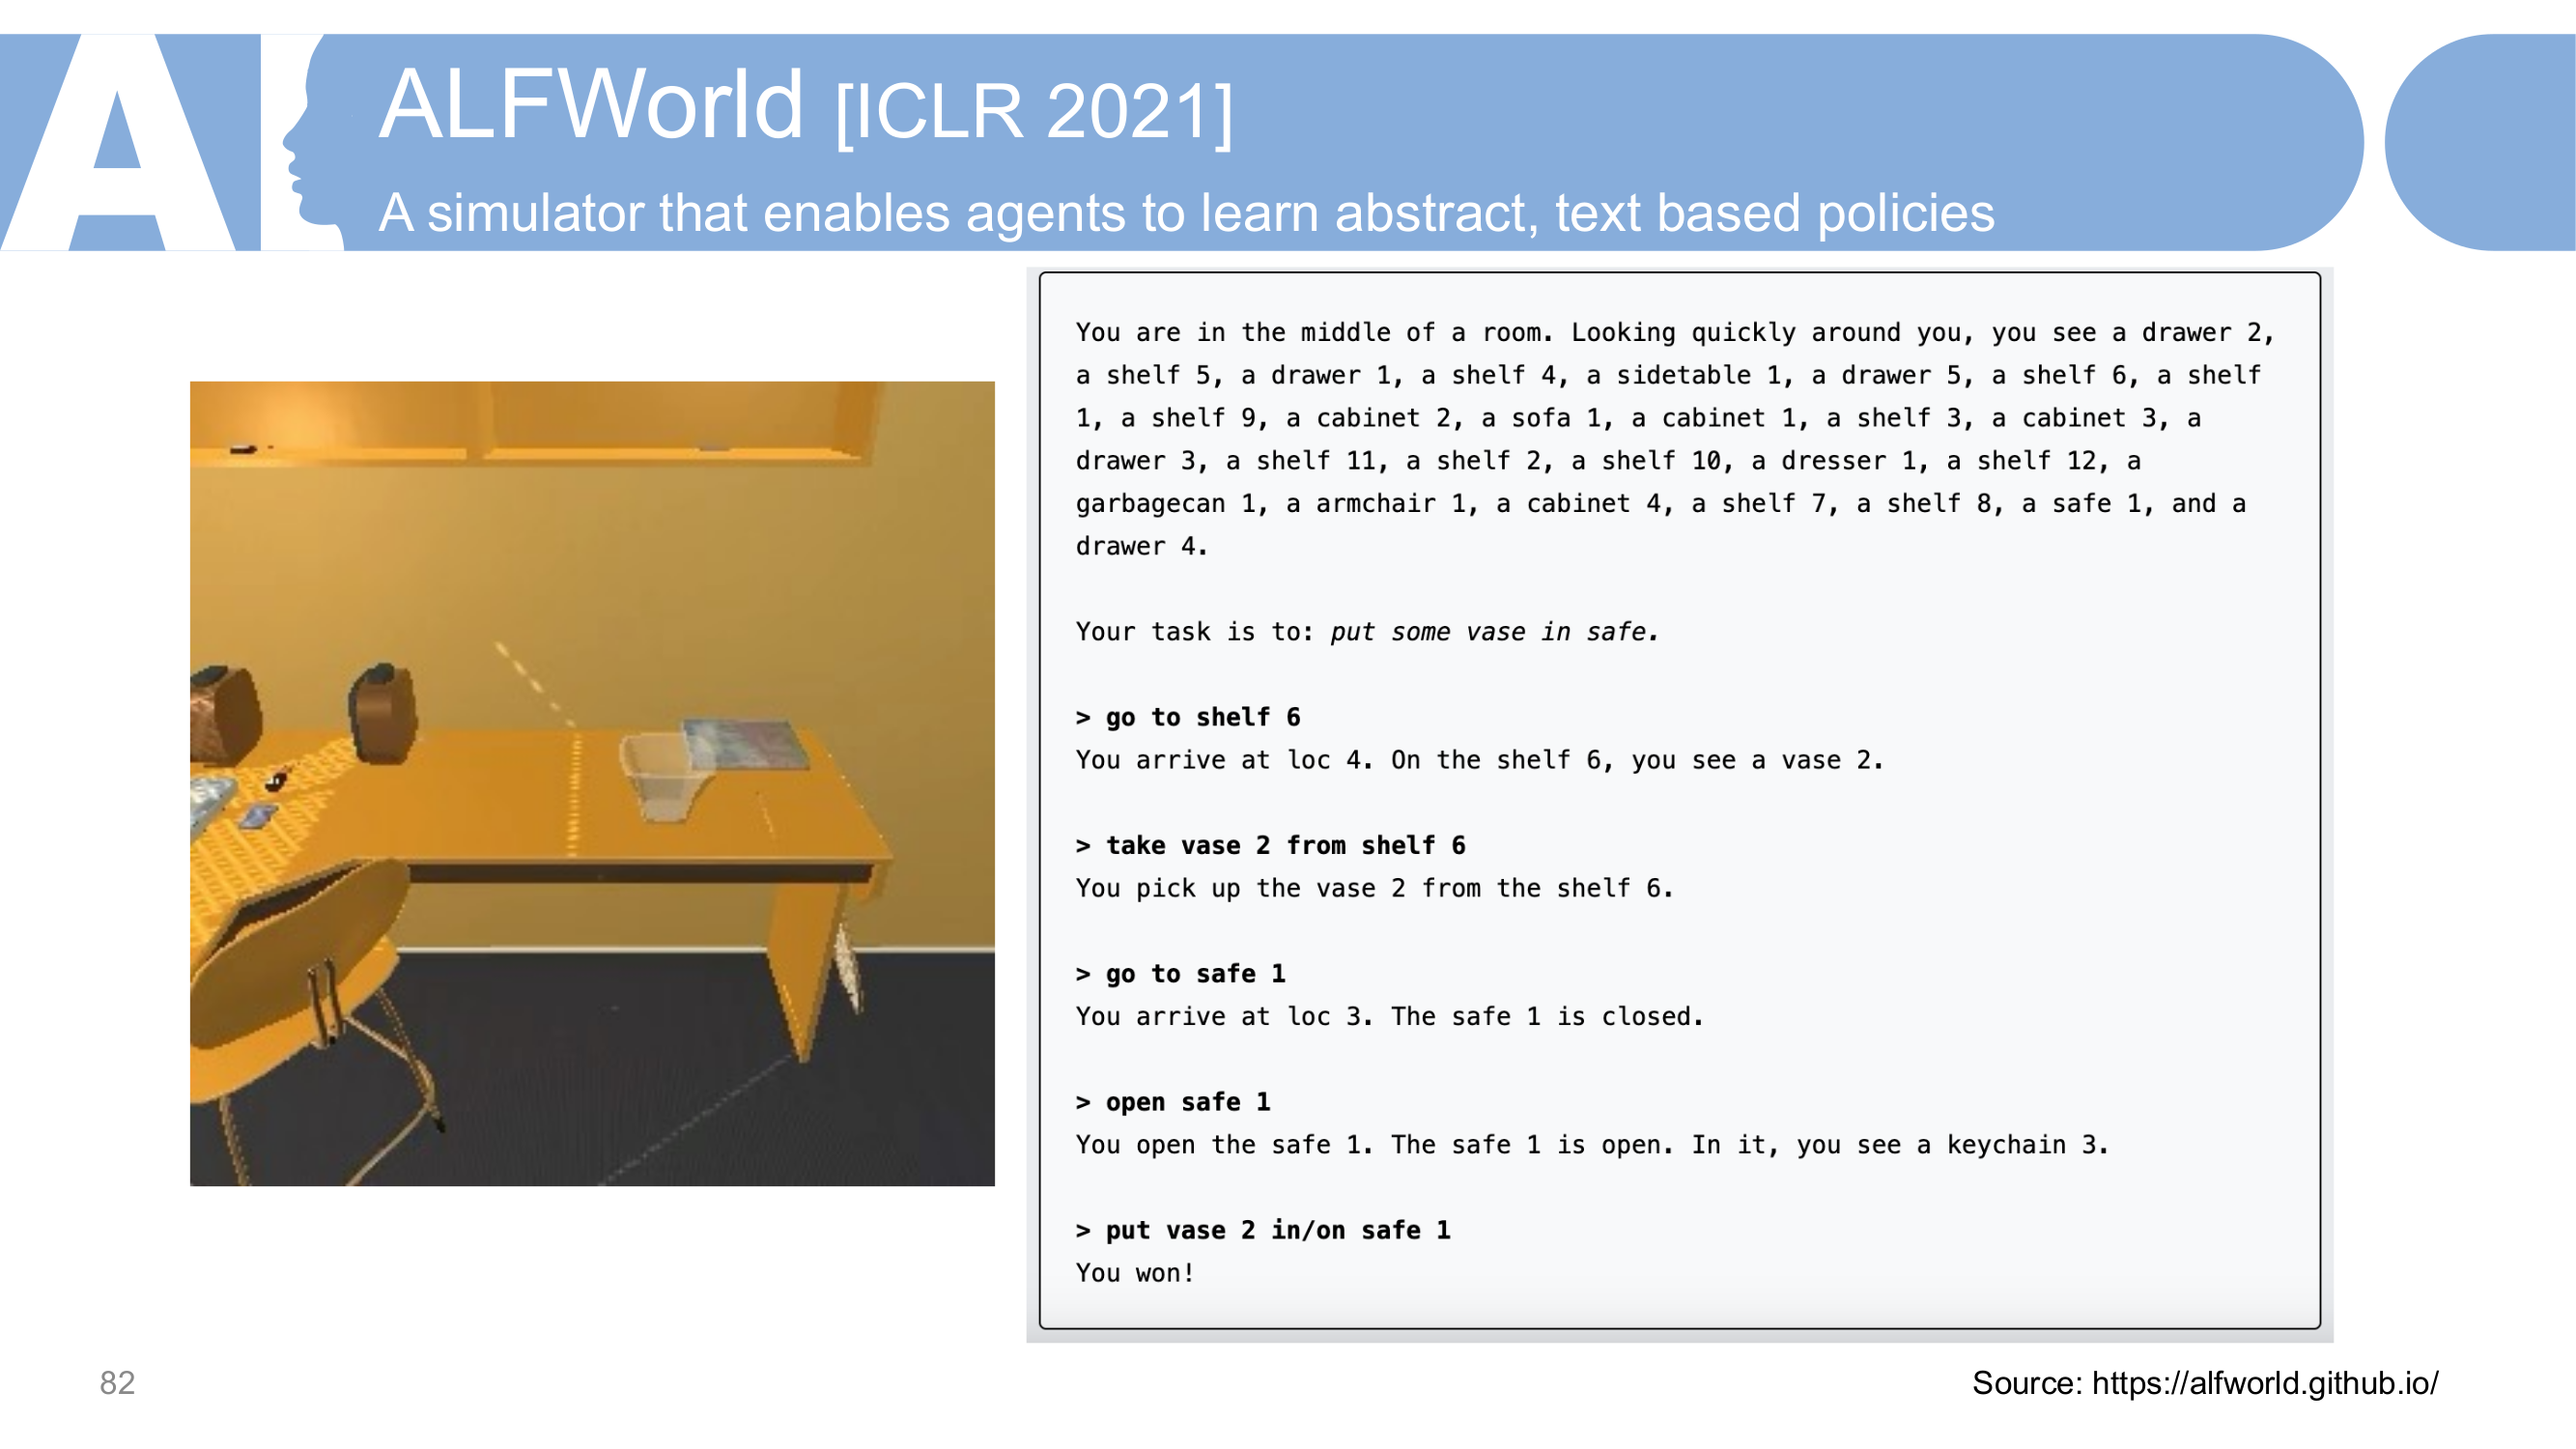 AI
ALFWorld [ICLR 2021]
A simulator that enables agents to learn abstract, text based policies
You are in the middle of a room. Looking quickly around you, you see a drawer 2,
a shelf 5, a drawer 1, a shelf 4, a sidetable 1, a drawer 5, a shelf 6, a shelf
1, a shelf 9, a cabinet 2, a sofa 1, a cabinet 1, a shelf 3, a cabinet 3, a
drawer 3, a shelf 11, a shelf 2, a shelf 10, a dresser 1, a shelf 12, a
garbagecan 1, a armchair 1, a cabinet 4, a shelf 7, a shelf 8, a safe 1, and a
drawer 4.
Your task is to: put some vase in safe.
> go to shelf 6
You arrive at loc 4. On the shelf 6, you see a vase 2.
> take vase 2 from shelf 6
You pick up the vase 2 from the shelf 6.
> go to safe 1
You arrive at loc 3. The safe 1 is closed.
> open safe 1
You open the safe 1. The safe 1 is open. In it, you see a keychain 3.
> put vase 2 in/on safe 1
You won!
82
Source: https://alfworld.github.io/